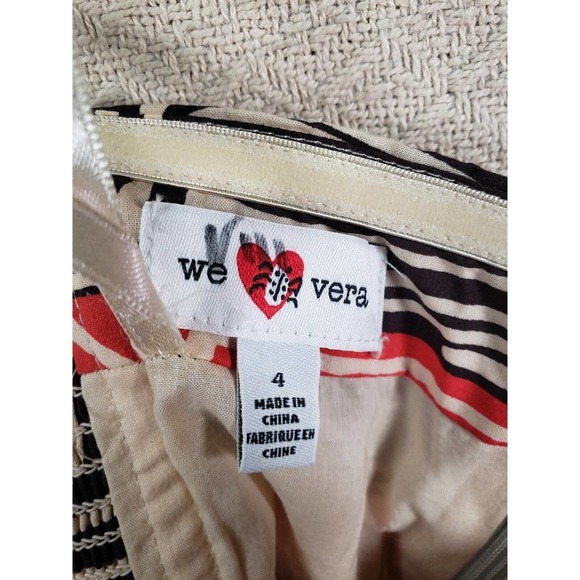 we vera
4
MADE IN
CHINA
FABRIQUE EN
CHINE